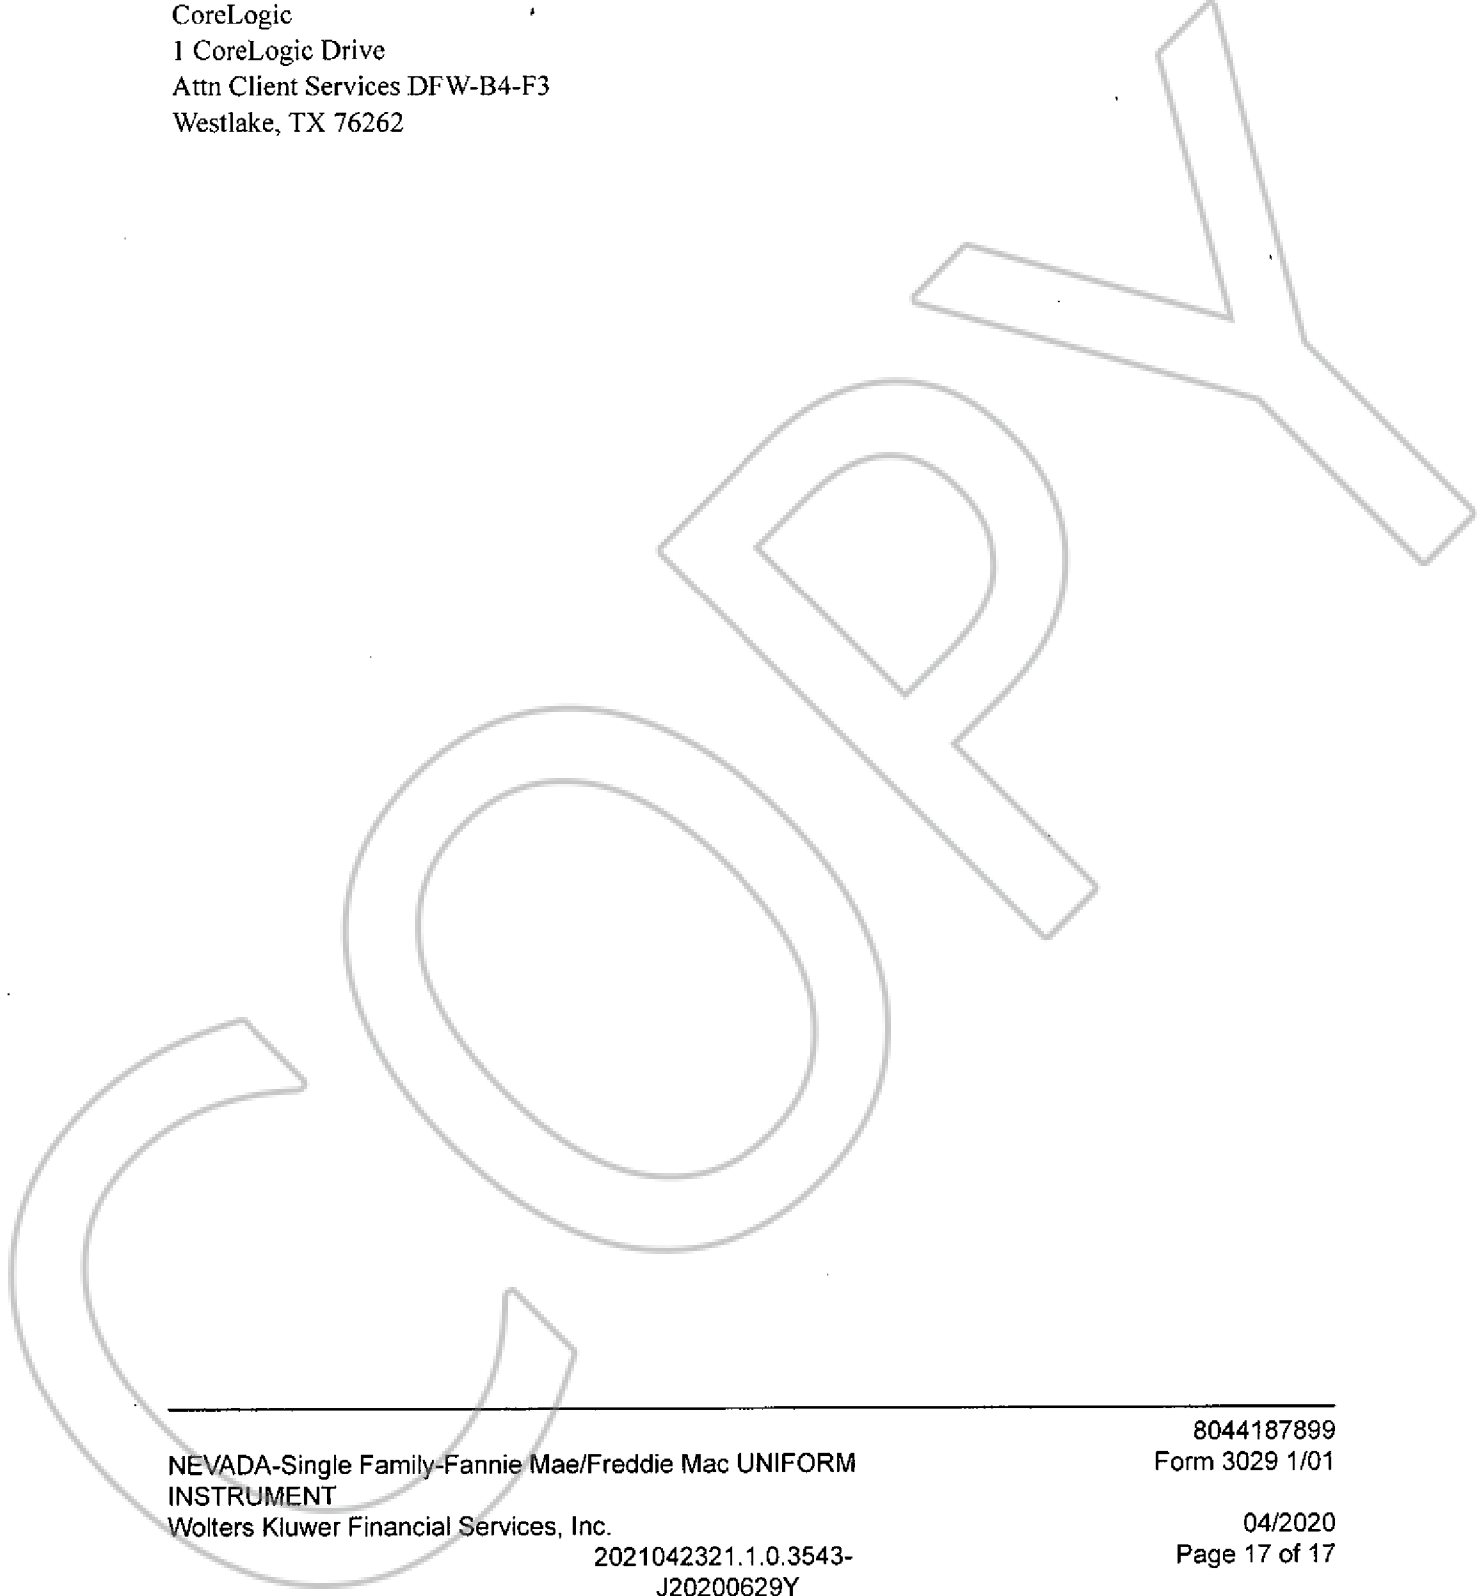 CoreLogic
1 CoreLogic Drive
Attn Client Services DFW-B4-F3
Westlake, TX 76262
COPY
8044187899
NEVADA-Single Family-Fannie Mae/Freddie Mac UNIFORM Form 3029 1/01
INSTRUMENT
Wolters Kluwer Financial Services, Inc. 04/2020
2021042321.1.0.3543- Page 17 of 17
J20200629Y